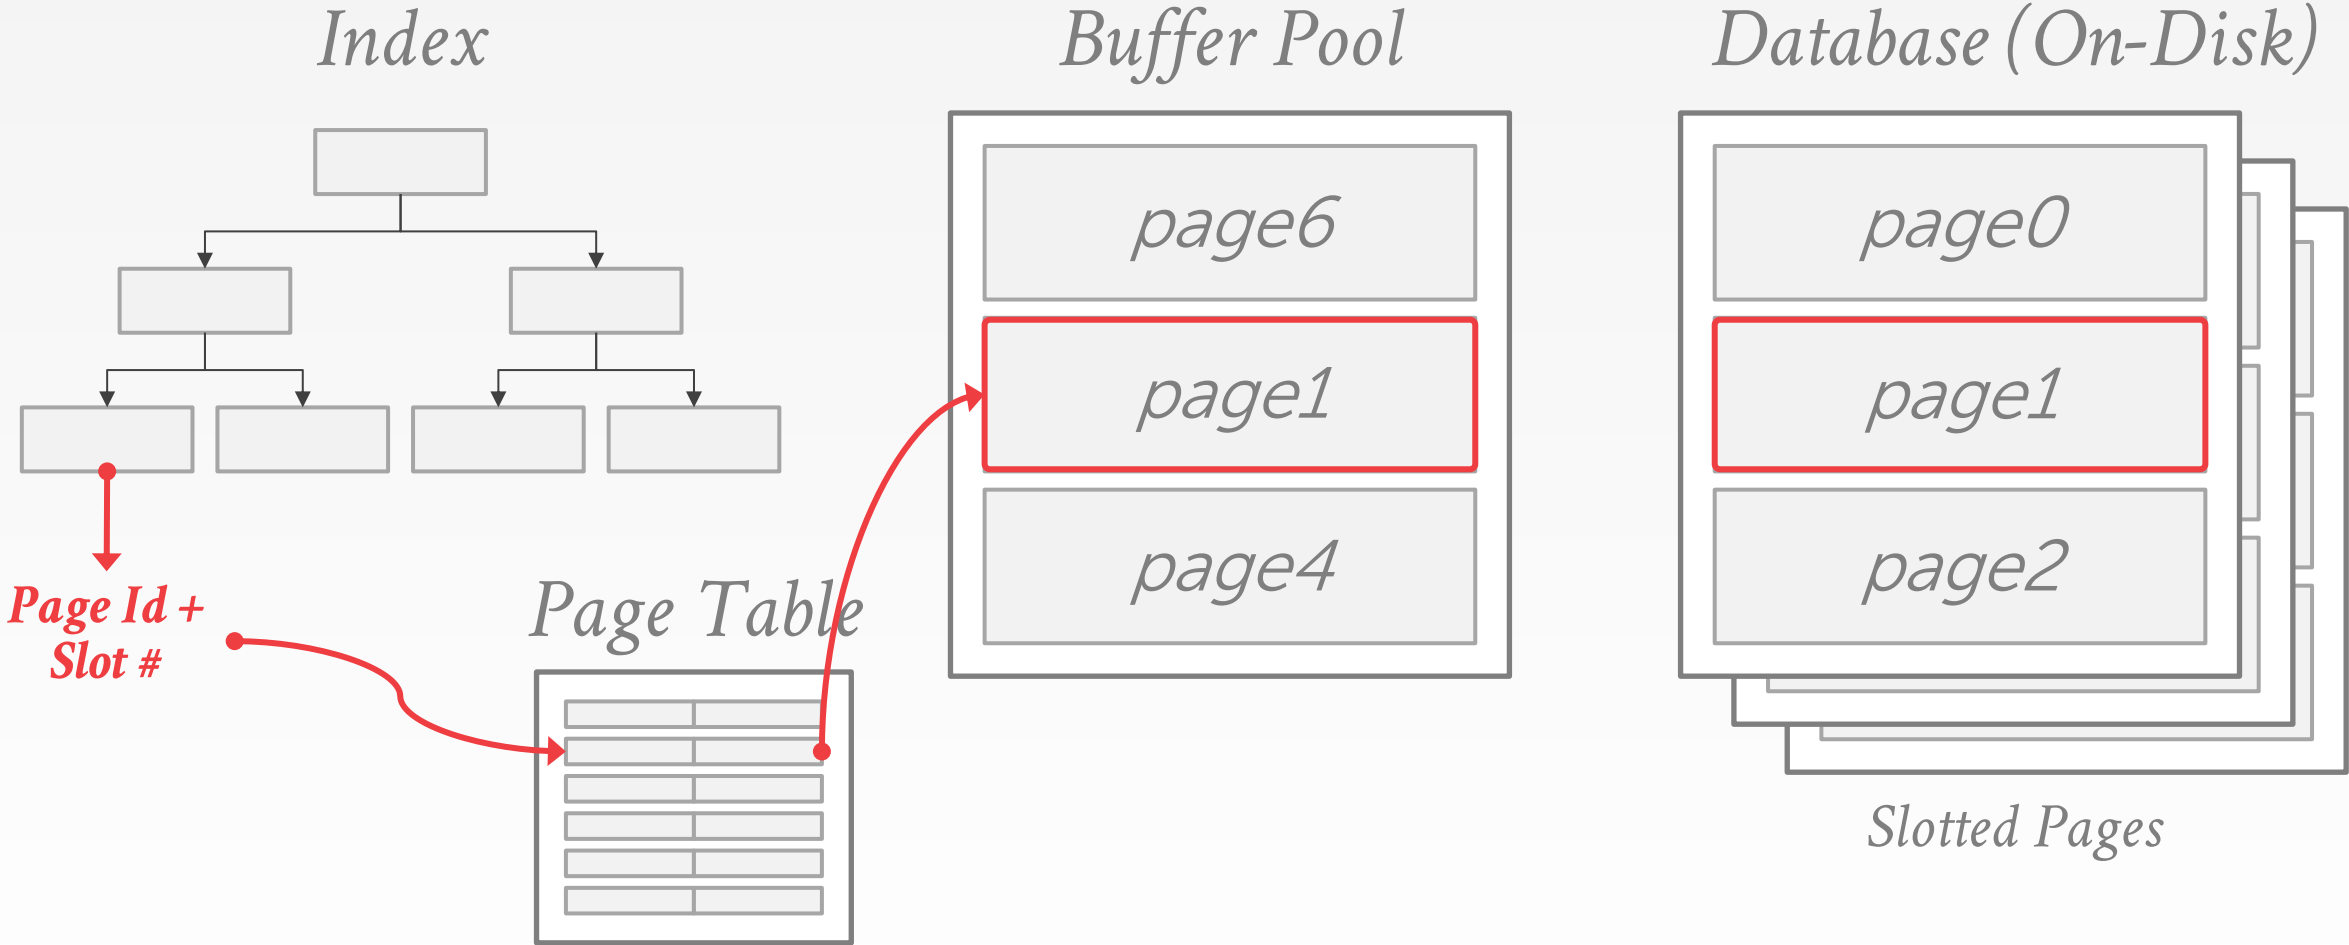 Index
Buffer Pool
Database (On-Disk)
page6
page1
page4
page0
page1
page2
Page Id +
Slot #
Page Table
Slotted Pages